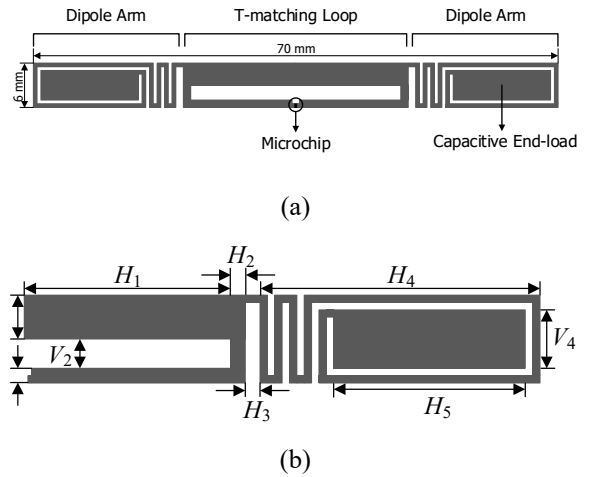 Dipole Arm T-matching Loop Dipole Arm
70 mm
6 mm
Microchip Capacitive End-load
(a)
H2
H1 H4
V2 V4
H3 H5
(b)